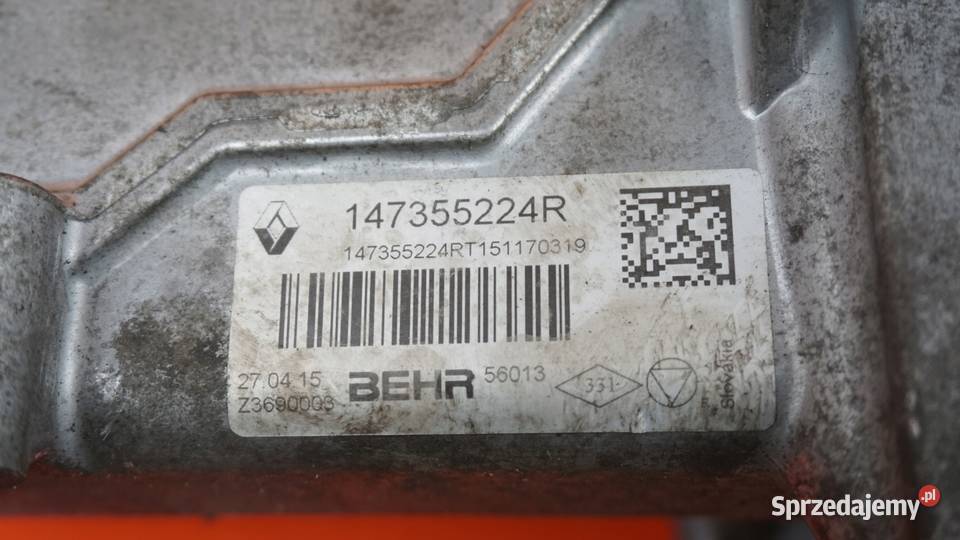 147355224R
147355224RT151170319
27.04.15 BEHR 56013 331
Z3690003
Slovakia
Sprzedajemy.pl